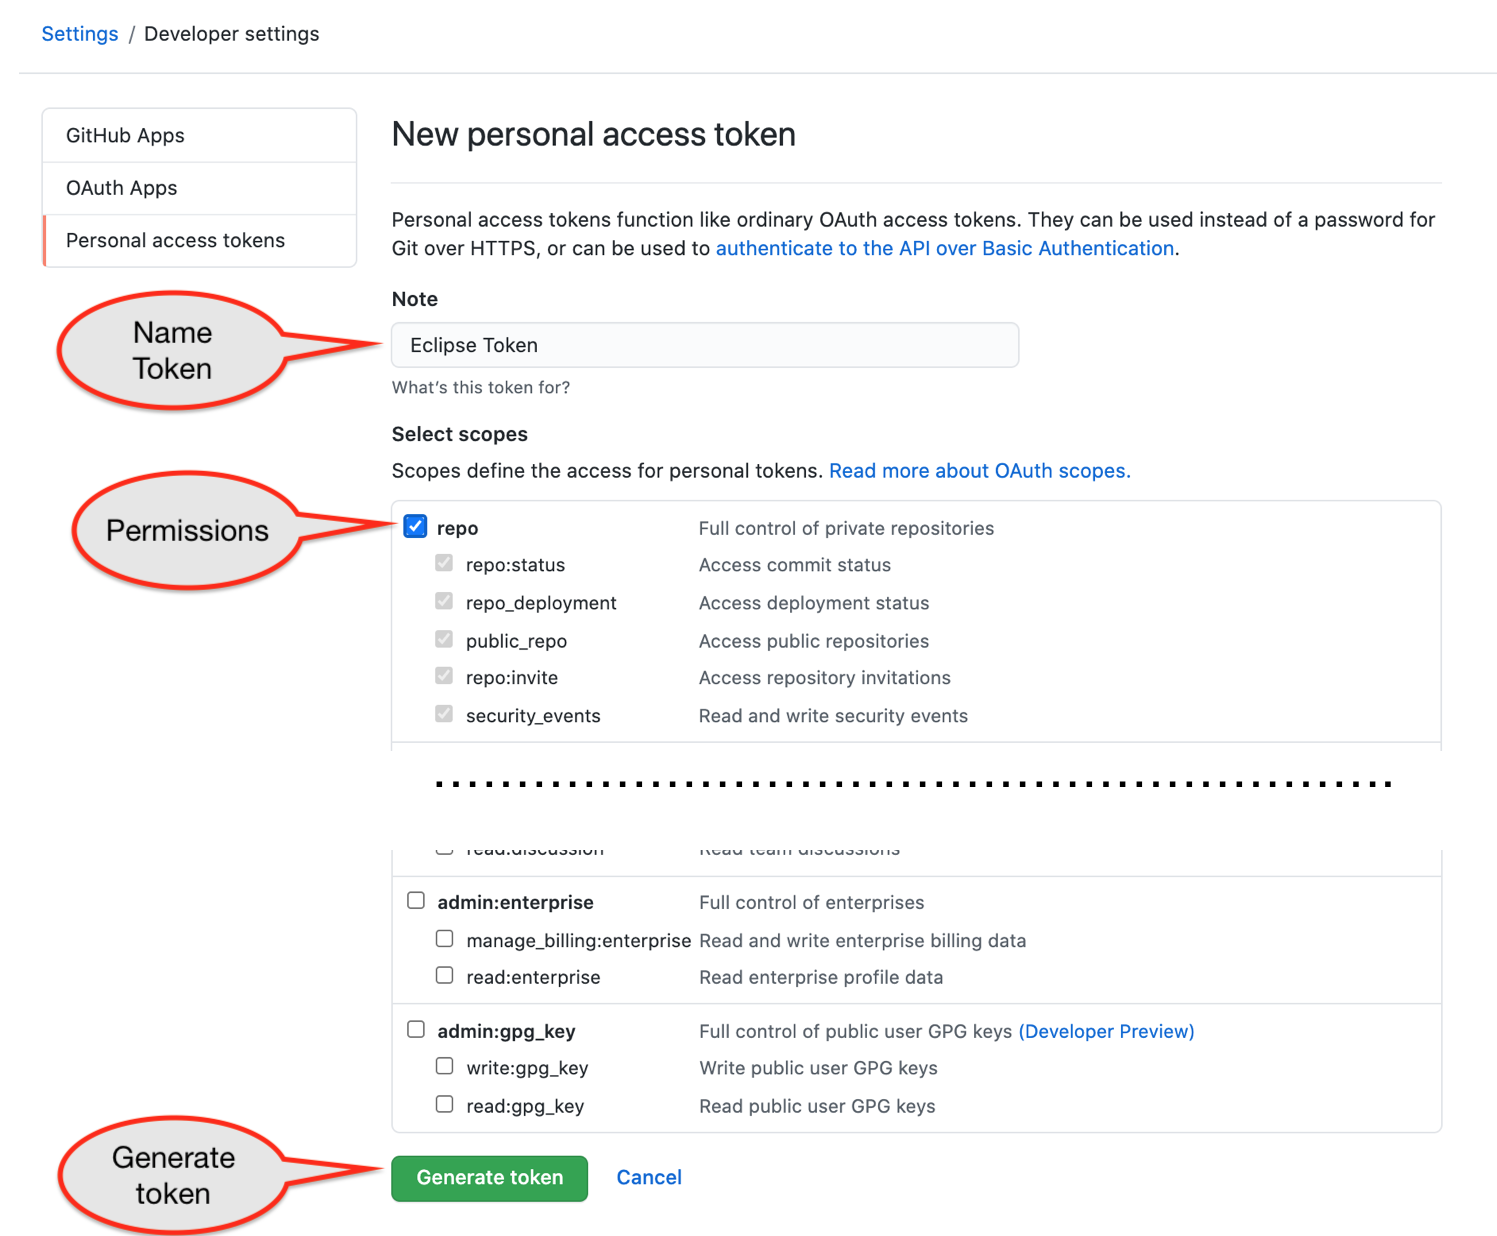 Settings / Developer settings
GitHub Apps
OAuth Apps
Personal access tokens
New personal access token
Personal access tokens function like ordinary OAuth access tokens. They can be used instead of a password for
Git over HTTPS, or can be used to authenticate to the API over Basic Authentication.
Name
Token
Note
Eclipse Token
What's this token for?
Select scopes
Scopes define the access for personal tokens. Read more about OAuth scopes.
Permissions
repo Full control of private repositories
repo:status Access commit status
repo_deployment Access deployment status
public_repo Access public repositories
repo:invite Access repository invitations
security_events Read and write security events
read:discussion Read team discussions
admin:enterprise Full control of enterprises
manage_billing:enterprise Read and write enterprise billing data
read:enterprise Read enterprise profile data
admin:gpg_key Full control of public user GPG keys (Developer Preview)
write:gpg_key Write public user GPG keys
read:gpg_key Read public user GPG keys
Generate
token
Generate token Cancel